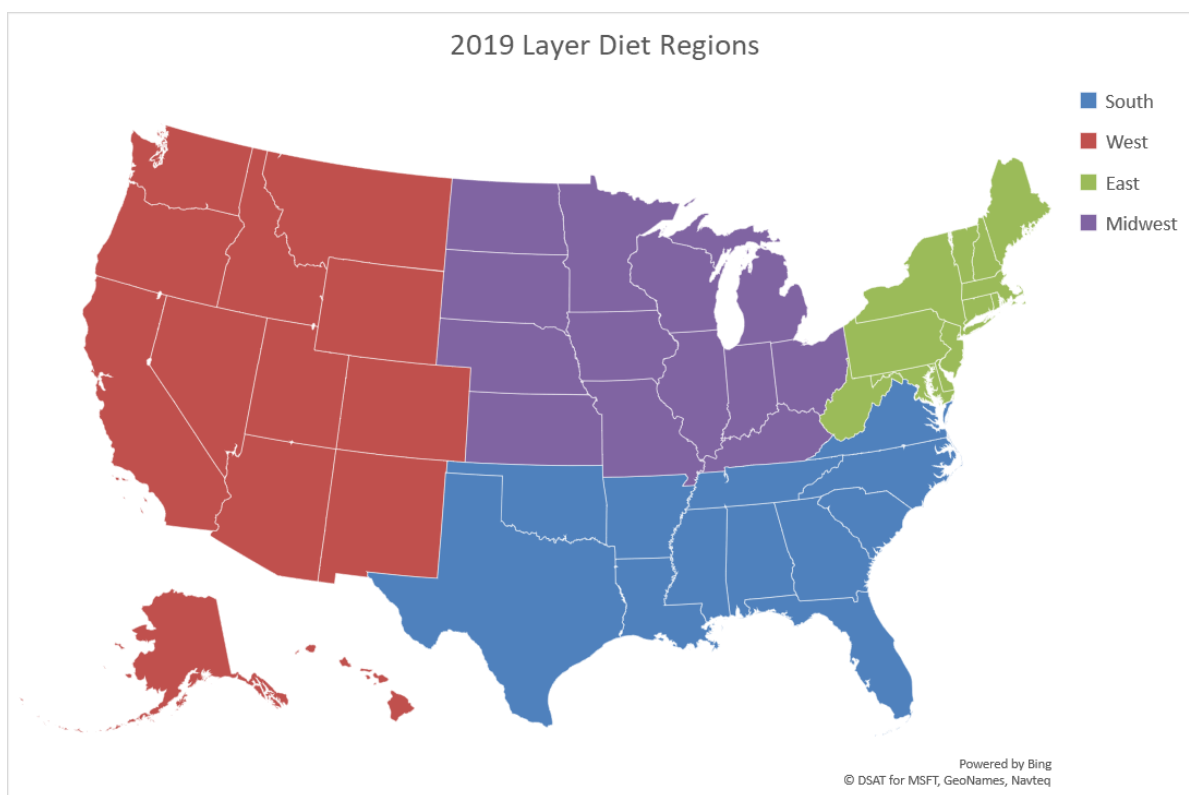 2019 Layer Diet Regions
South
West
East
Midwest
Powered by Bing
© DSAT for MSFT, GeoNames, Navteq